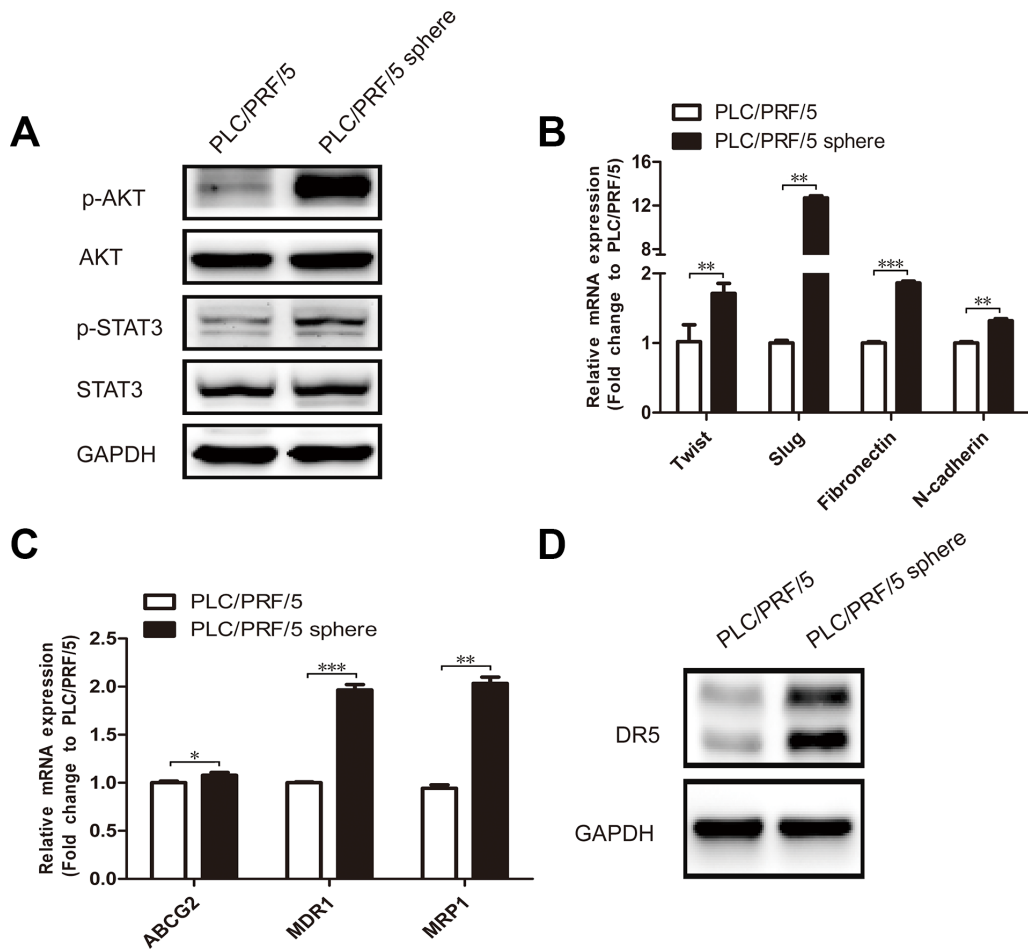 A
PLC/PRF/5
PLC/PRF/5 sphere
p-AKT
AKT
p-STAT3
STAT3
GAPDH
B
PLC/PRF/5
PLC/PRF/5 sphere
Relative mRNA expression
(Fold change to PLC/PRF/5)
16
12
8
2
1
0
**
**
***
**
Twist
Slug
Fibronectin
N-cadherin
C
PLC/PRF/5
PLC/PRF/5 sphere
Relative mRNA expression
(Fold change to PLC/PRF/5)
2.5
2.0
1.5
1.0
0.5
0.0
*
***
**
ABCG2
MDR1
MRP1
D
PLC/PRF/5
PLC/PRF/5 sphere
DR5
GAPDH